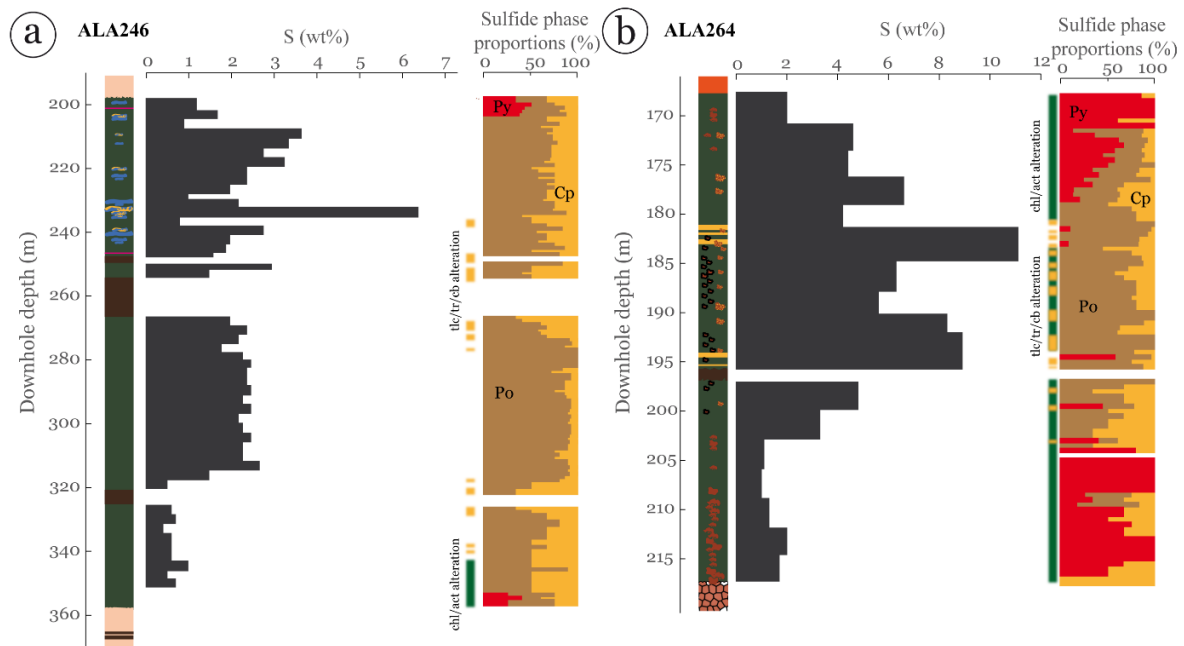 a
ALA246
S (wt%)
Sulfide phase
proportions (%)
0 1 2 3 4 5 6 7
0 50 100
Downhole depth (m)
200
220
240
260
280
300
320
340
360
Py
Cp
Po
tlc/tr/cb alteration
chl/act alteration
b
ALA264
S (wt%)
Sulfide phase
proportions (%)
0 2 4 6 8 10 12
0 50 100
Downhole depth (m)
170
175
180
185
190
195
200
205
210
215
chl/act alteration
tlc/tr/cb alteration
Py
Cp
Po